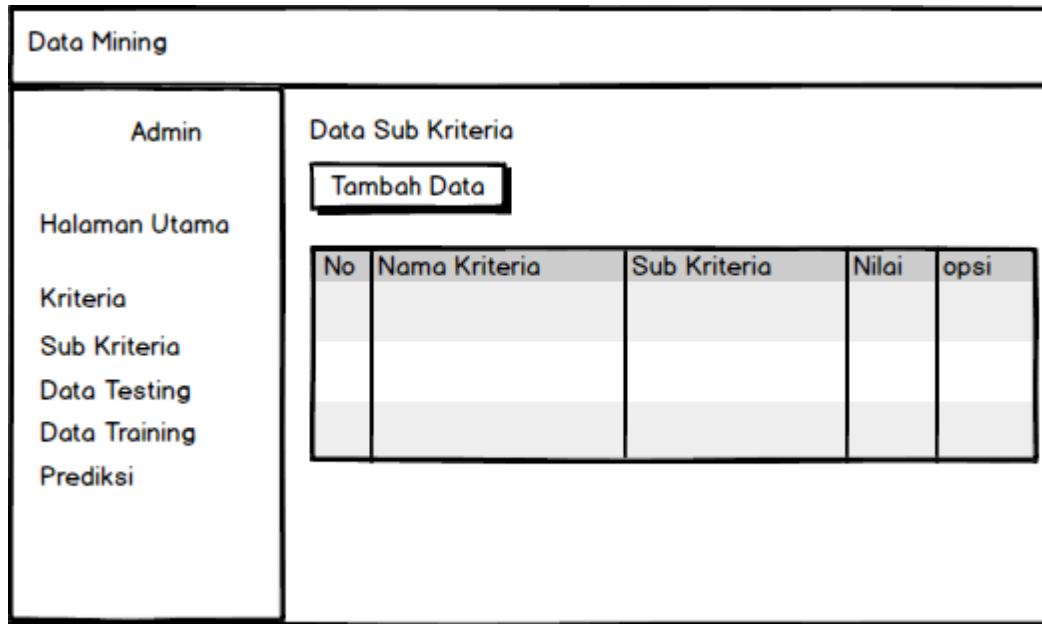 Data Mining
Admin
Halaman Utama
Kriteria
Sub Kriteria
Data Testing
Data Training
Prediksi
Data Sub Kriteria
Tambah Data
No Nama Kriteria Sub Kriteria Nilai opsi